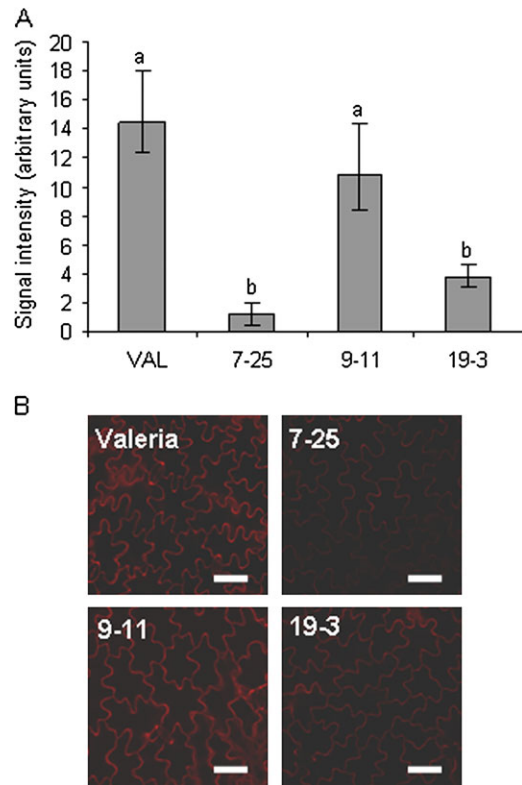 A
Signal intensity (arbitrary units)
20
18
16
14
12
10
8
6
4
2
0
a
b
a
b
VAL 7-25 9-11 19-3
B
Valeria 7-25
9-11 19-3